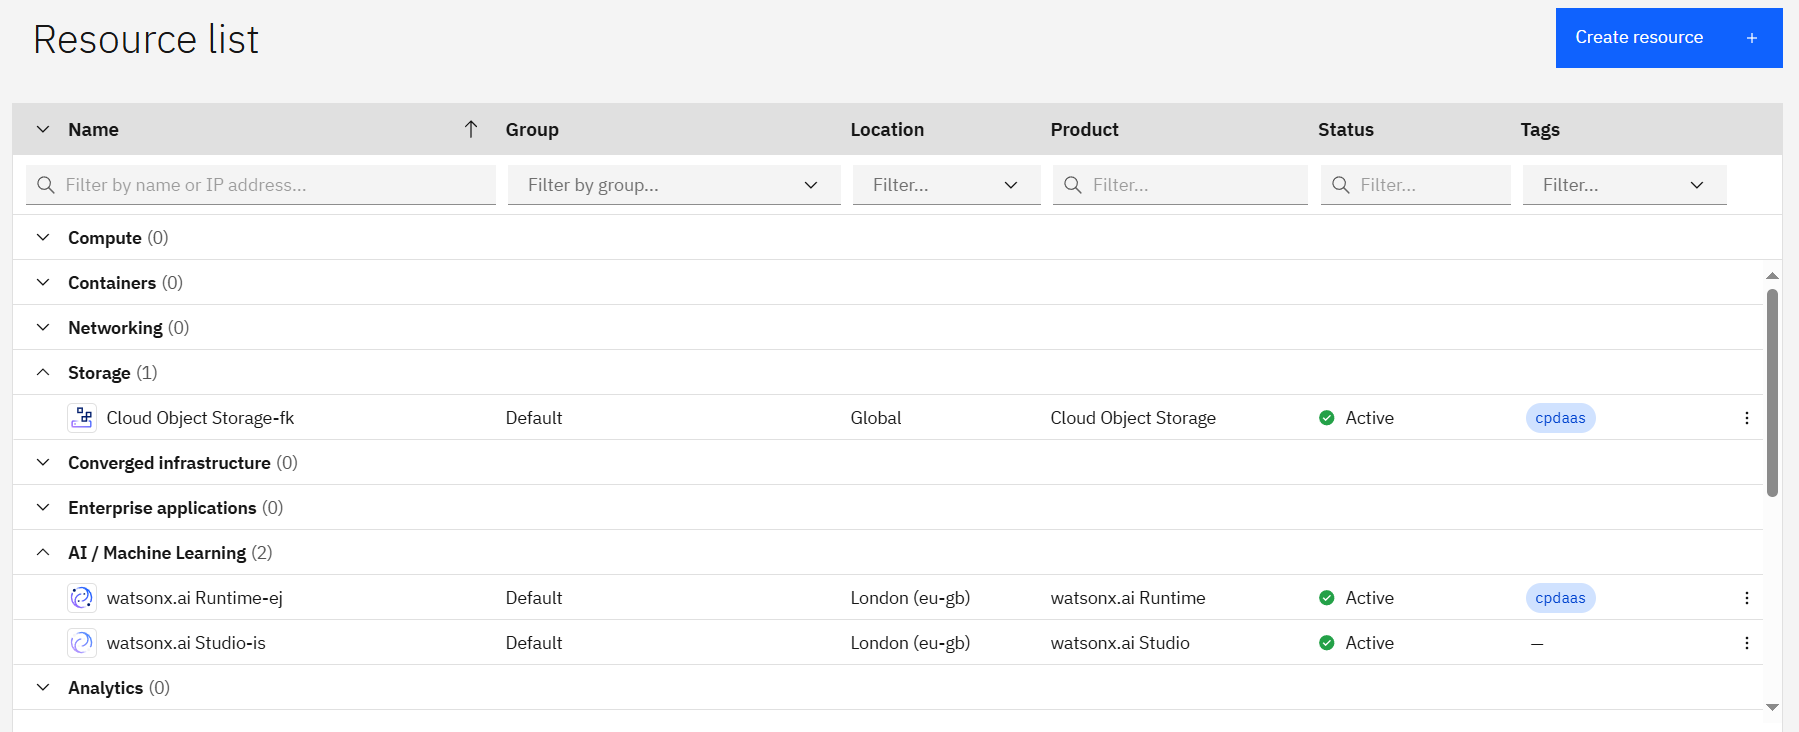 Resource list
Create resource +
Name Group Location Product Status Tags
Filter by name or IP address... Filter by group... Filter... Filter... Filter... Filter...
Compute (0)
Containers (0)
Networking (0)
Storage (1)
Cloud Object Storage-fk Default Global Cloud Object Storage Active cpdaas
Converged infrastructure (0)
Enterprise applications (0)
AI / Machine Learning (2)
watsonx.ai Runtime-ej Default London (eu-gb) watsonx.ai Runtime Active cpdaas
watsonx.ai Studio-is Default London (eu-gb) watsonx.ai Studio Active —
Analytics (0)